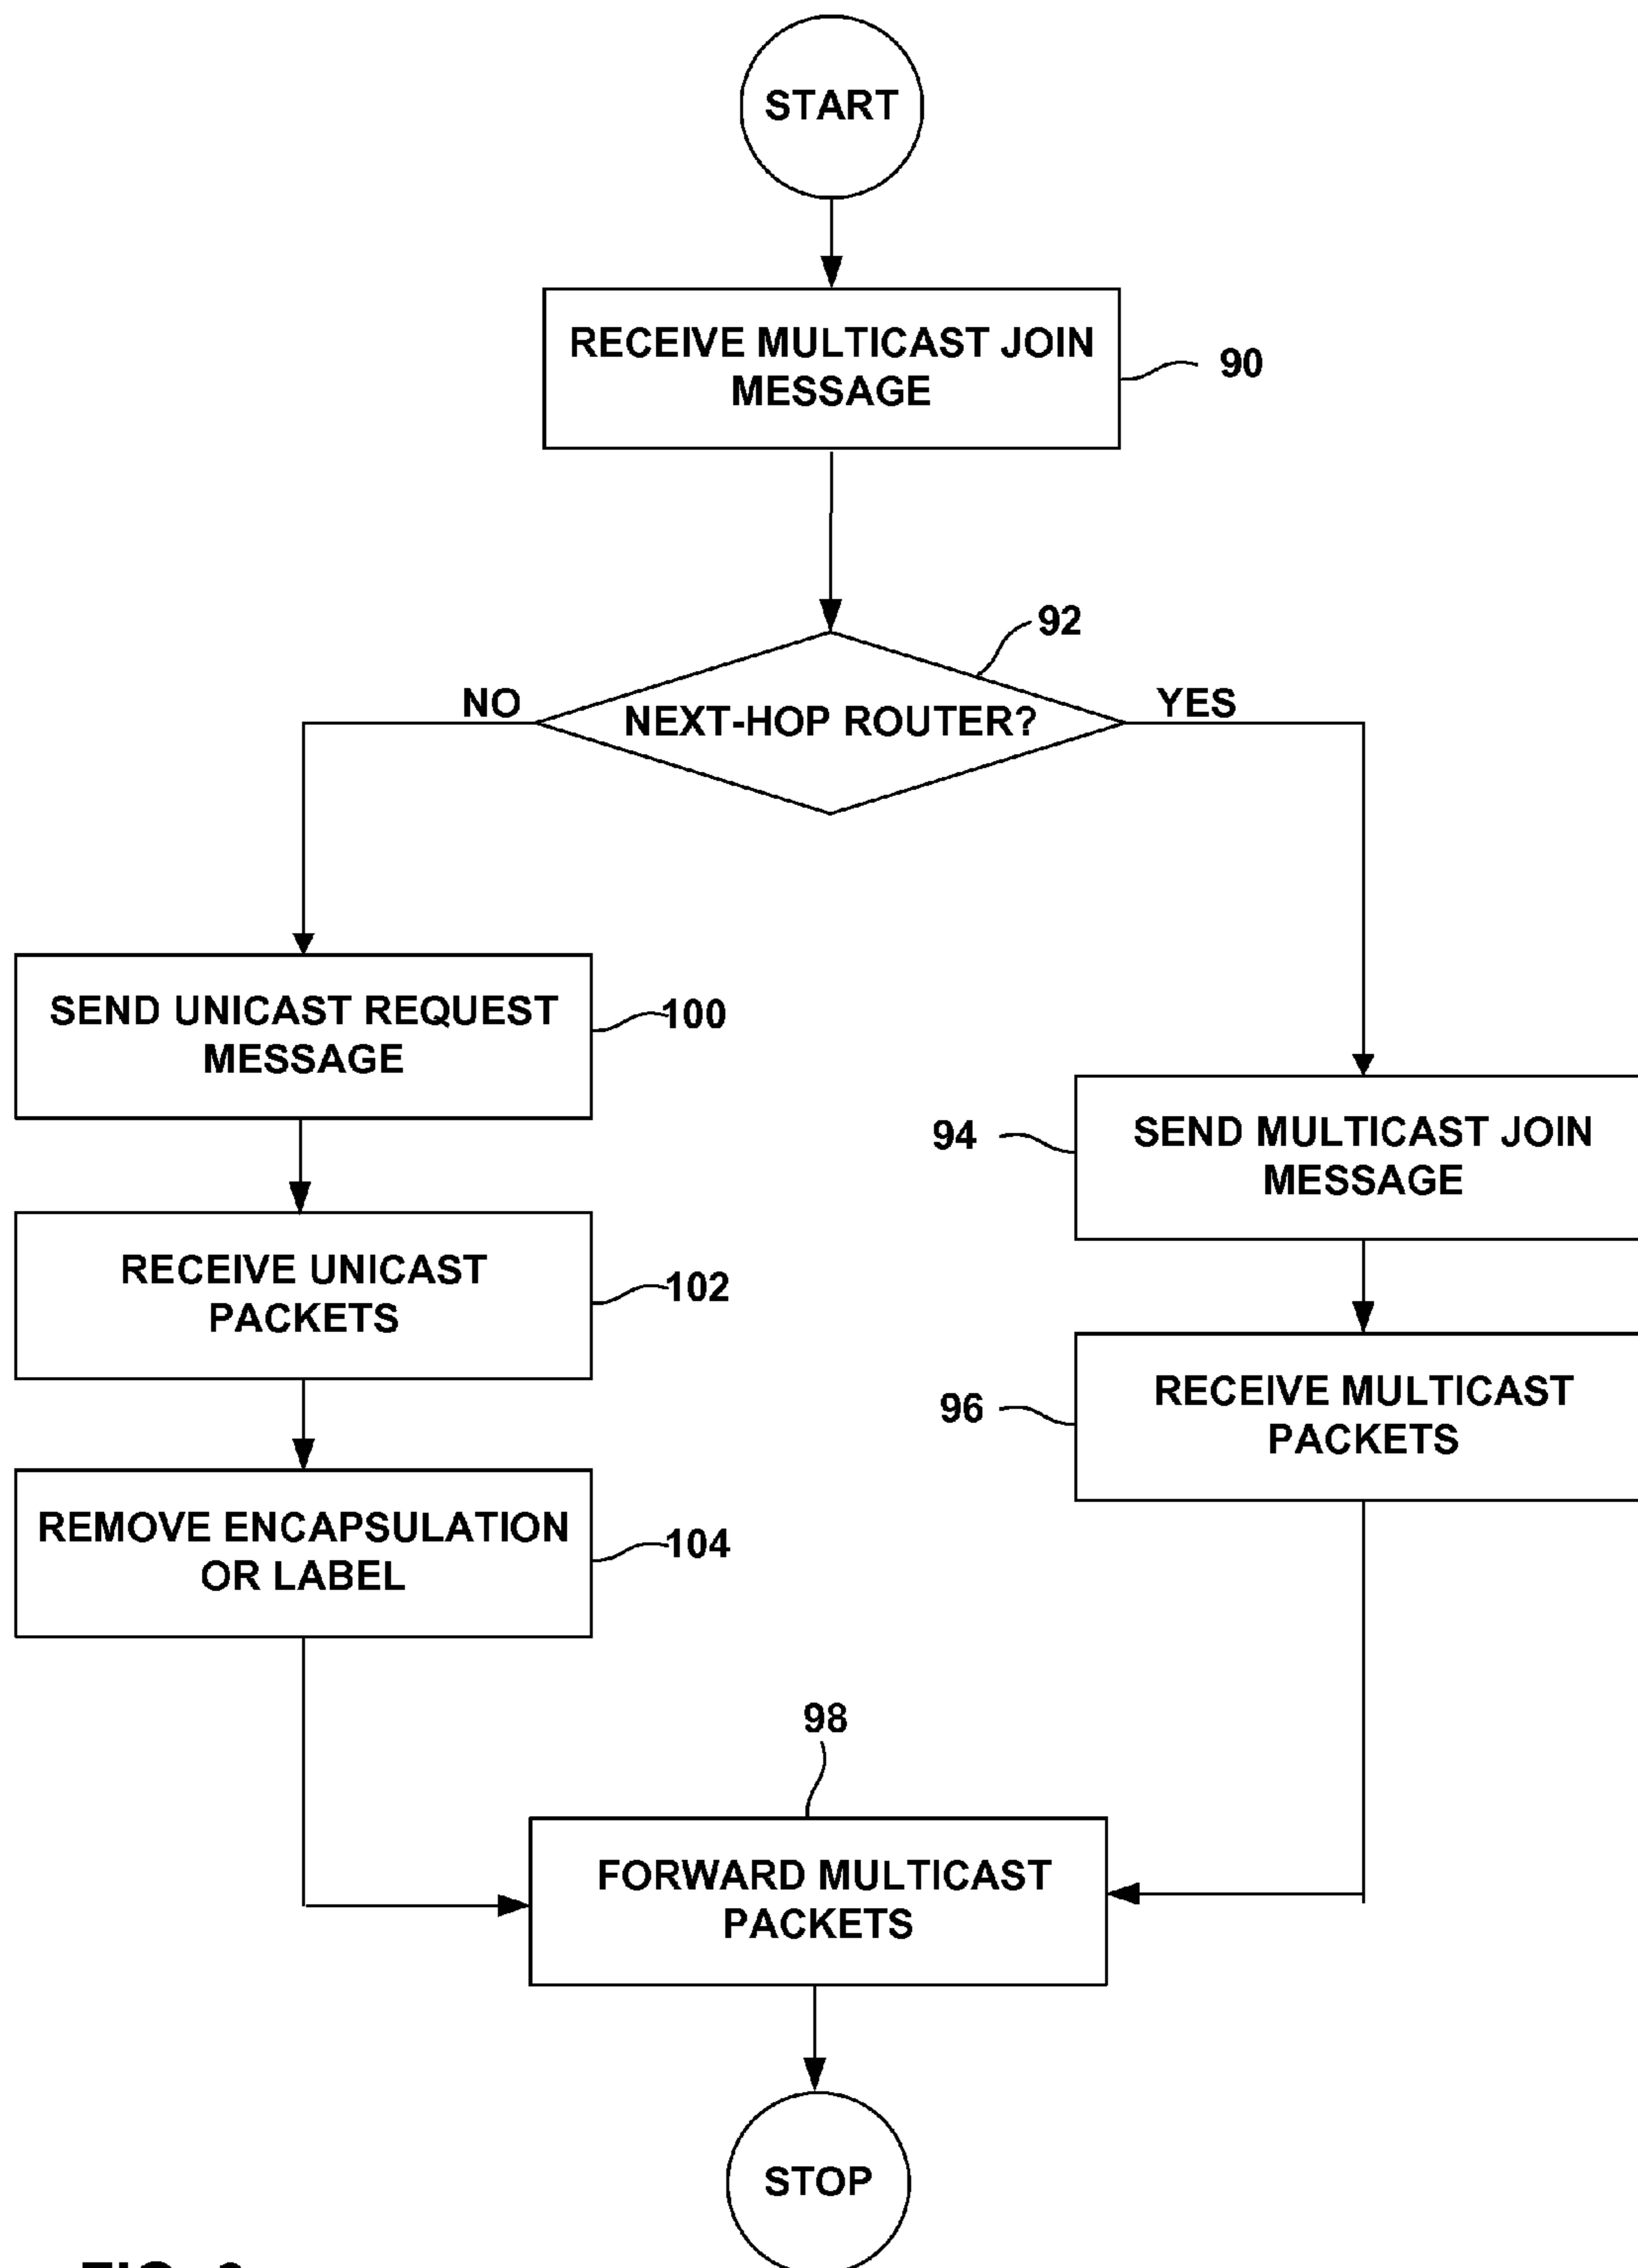 START
RECEIVE MULTICAST JOIN
MESSAGE
90
92
NO
NEXT-HOP ROUTER?
YES
SEND UNICAST REQUEST
MESSAGE
100
94
SEND MULTICAST JOIN
MESSAGE
RECEIVE UNICAST
PACKETS
102
96
RECEIVE MULTICAST
PACKETS
REMOVE ENCAPSULATION
OR LABEL
104
98
FORWARD MULTICAST
PACKETS
STOP